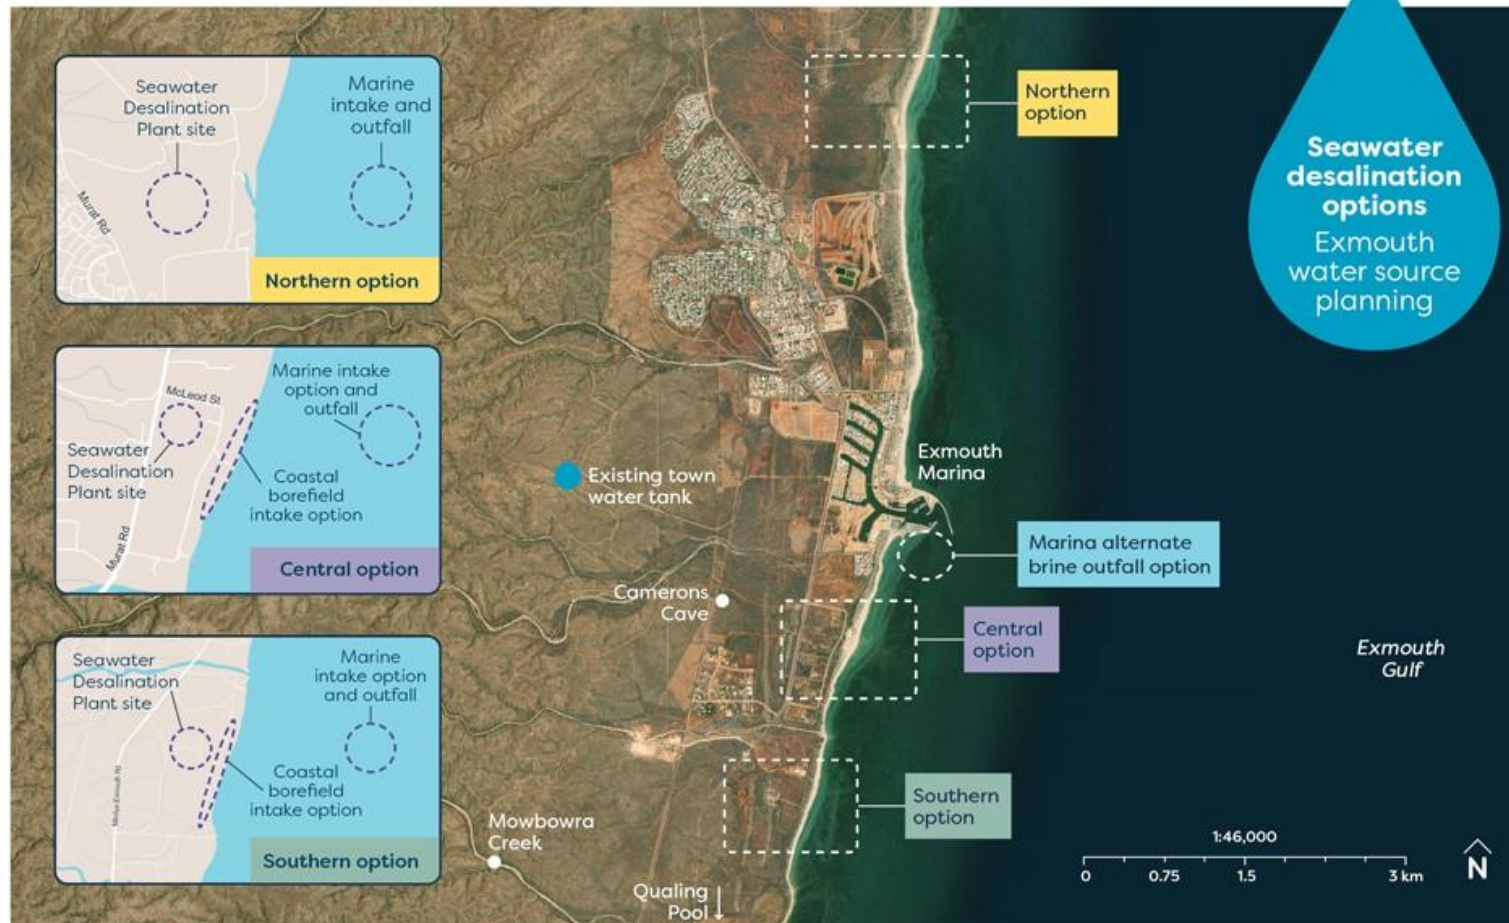 Seawater
desalination
options
Exmouth
water source
planning
Seawater
Desalination
Plant site
Marine
intake and
outfall
Murat Rd
Northern option
McLeod St
Marine intake
option and
outfall
Seawater
Desalination
Plant site
Coastal
borefield
intake option
Murat Rd
Central option
Seawater
Desalination
Plant site
Marine
intake option
and outfall
Coastal
borefield
intake option
Southern option
Northern
option
Exmouth
Marina
Existing town
water tank
Marina alternate
brine outfall option
Camerons
Cave
Central
option
Exmouth
Gulf
Southern
option
Mowbowra
Creek
Qualing
Pool
1:46,000
0 0.75 1.5 3 km
N